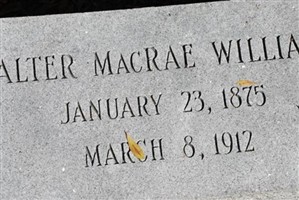 ALTER MACRAE WILLIA
JANUARY 23, 1875
MARCH 8, 1912